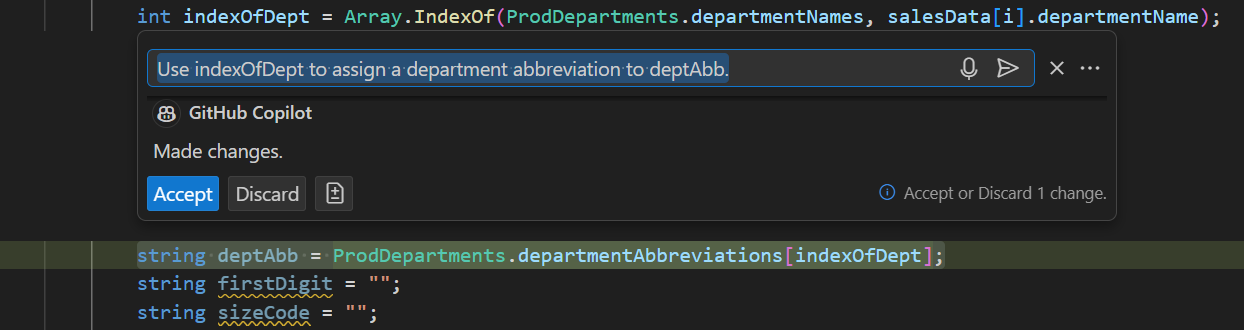 int indexOfDept = Array.IndexOf(ProdDepartments.departmentNames, salesData[i].departmentName);
Use indexOfDept to assign a department abbreviation to deptAbb.
GitHub Copilot
Made changes.
Accept Discard Accept or Discard 1 change.
string deptAbb = ProdDepartments.departmentAbbreviations[indexOfDept];
string firstDigit = "";
string sizeCode = "";